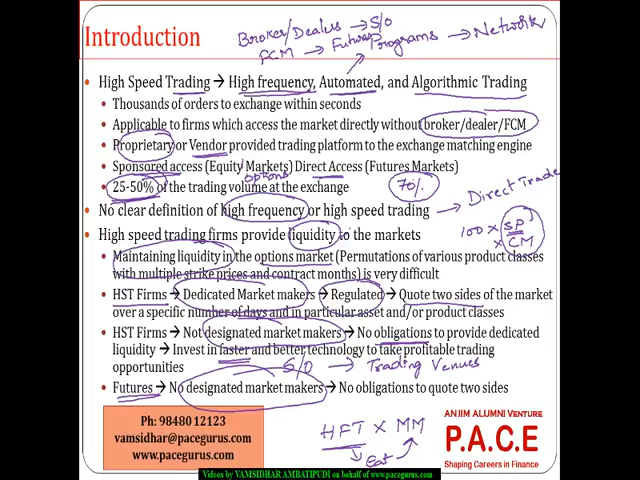 Introduction
Broker/Dealers → S/O
FCM → Future Programs → Network
High Speed Trading → High frequency, Automated, and Algorithmic Trading
Thousands of orders to exchange within seconds
Applicable to firms which access the market directly without broker/dealer/FCM
Proprietary or Vendor provided trading platform to the exchange matching engine
Sponsored access (Equity Markets) Direct Access (Futures Markets)
options
25-50% of the trading volume at the exchange
70%
No clear definition of high frequency or high speed trading
→ Direct Trade
High speed trading firms provide liquidity to the markets
100 × SP
× CM
Maintaining liquidity in the options market (Permutations of various product classes
with multiple strike prices and contract months) is very difficult
HST Firms → Dedicated Market makers → Regulated → Quote two sides of the market
over a specific number of days and in particular asset and/or product classes
HST Firms → Not designated market makers → No obligations to provide dedicated
liquidity → Invest in faster and better technology to take profitable trading
opportunities
S/O → Trading Venues
Futures → No designated market makers → No obligations to quote two sides
Ph: 98480 12123
vamsidhar@pacegurus.com
www.pacegurus.com
HFT × MM
Eat
AN IIM ALUMNI VENTURE
P.A.C.E
Shaping Careers in Finance
Videos by VAMSIDHAR AMBATIPUDI on behalf of www.pacegurus.com